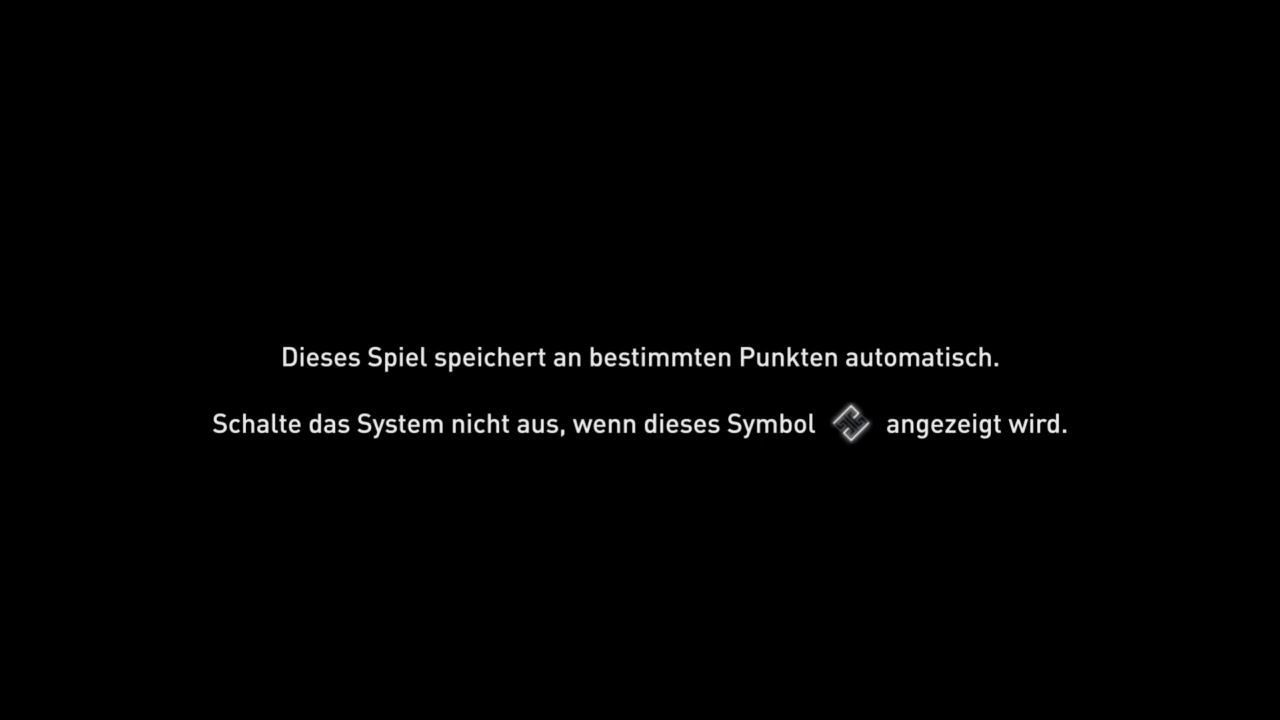 Dieses Spiel speichert an bestimmten Punkten automatisch.
Schalte das System nicht aus, wenn dieses Symbol angezeigt wird.